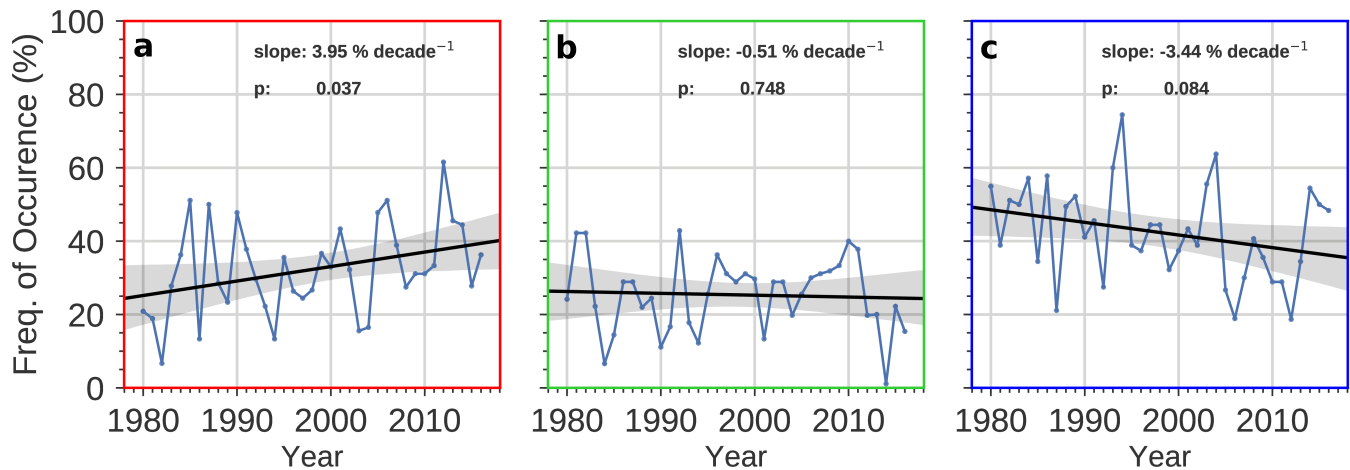 Freq. of Occurence (%)
100
80
60
40
20
0
a
slope: 3.95 % decade⁻¹
p: 0.037
1980 1990 2000 2010
Year
b
slope: -0.51 % decade⁻¹
p: 0.748
1980 1990 2000 2010
Year
c
slope: -3.44 % decade⁻¹
p: 0.084
1980 1990 2000 2010
Year